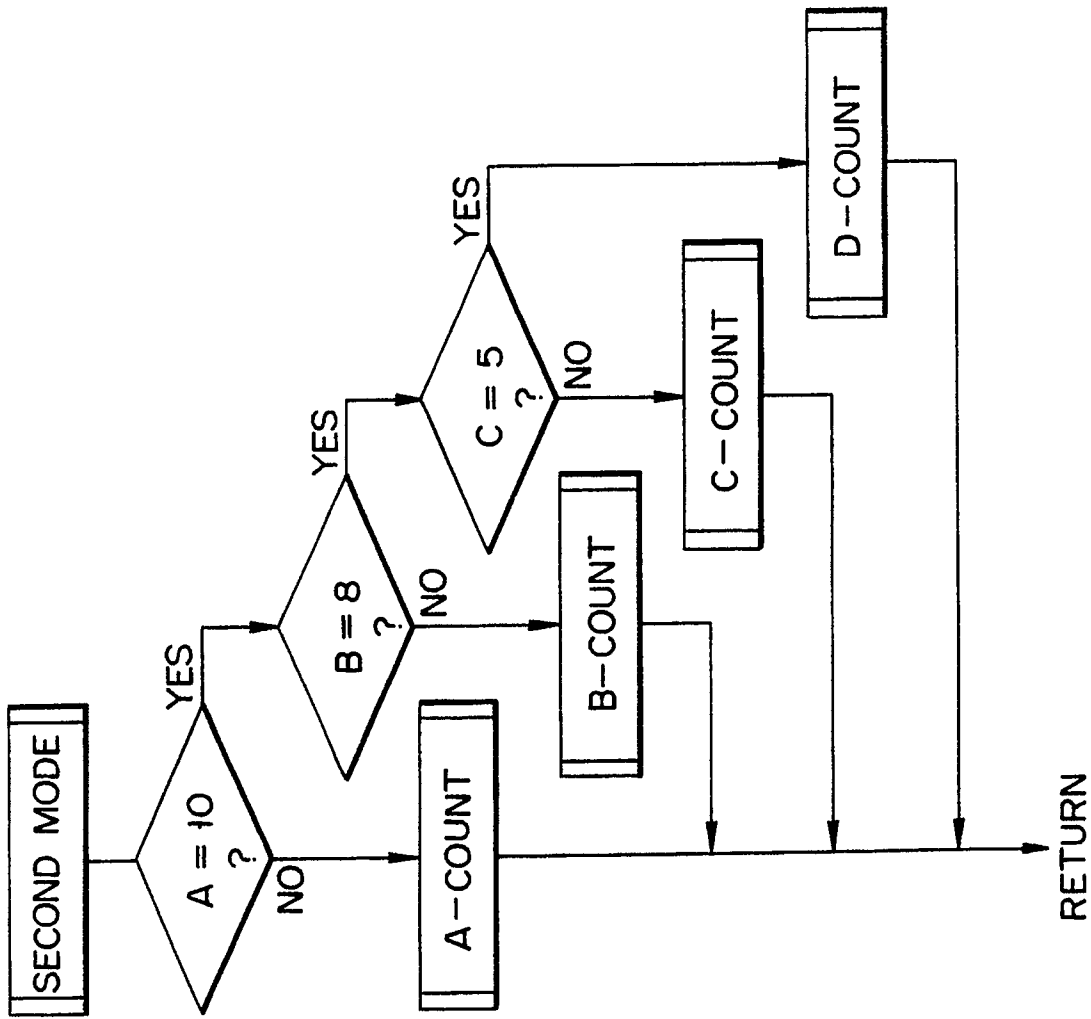 SECOND MODE
A = 10
?
YES
NO
A-COUNT
B = 8
?
YES
NO
B-COUNT
C = 5
?
YES
NO
C-COUNT
D-COUNT
RETURN